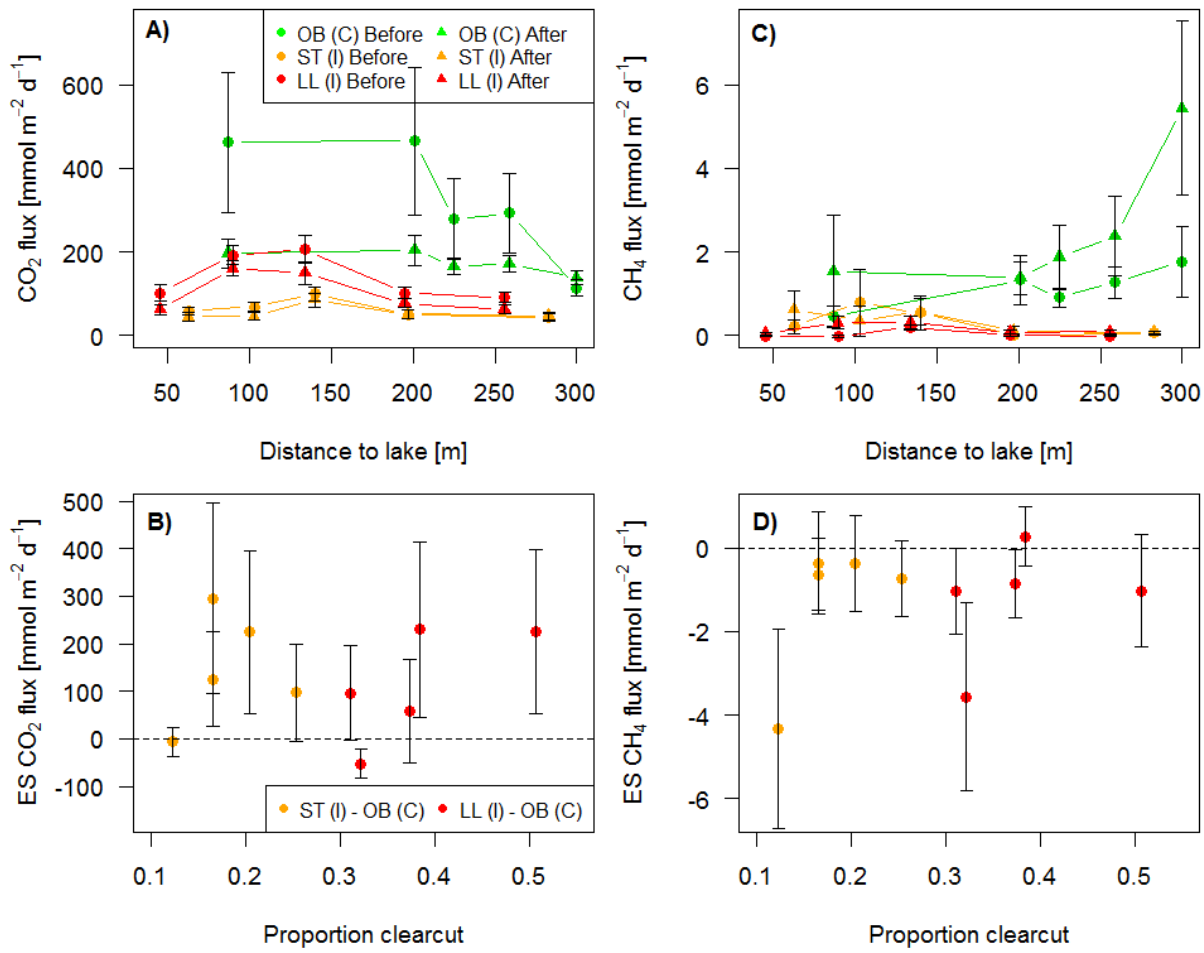 A)
OB (C) Before
OB (C) After
ST (I) Before
ST (I) After
LL (I) Before
LL (I) After
CO₂ flux [mmol m⁻² d⁻¹]
600
400
200
0
50 100 150 200 250 300
Distance to lake [m]
C)
CH₄ flux [mmol m⁻² d⁻¹]
6
4
2
0
50 100 150 200 250 300
Distance to lake [m]
B)
ES CO₂ flux [mmol m⁻² d⁻¹]
500
400
300
200
100
0
-100
ST (I) - OB (C)
LL (I) - OB (C)
0.1 0.2 0.3 0.4 0.5
Proportion clearcut
D)
ES CH₄ flux [mmol m⁻² d⁻¹]
0
-2
-4
-6
0.1 0.2 0.3 0.4 0.5
Proportion clearcut